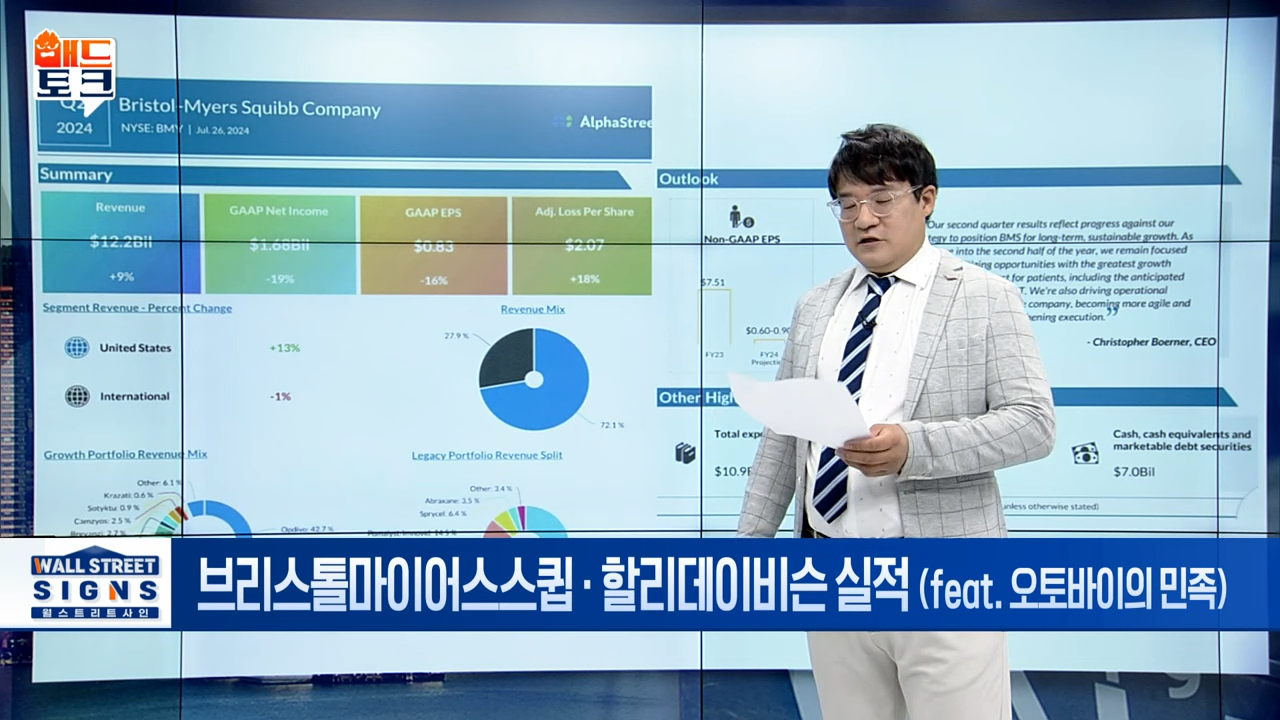 매드
토크
Q2
2024
Bristol-Myers Squibb Company
NYSE: BMY | Jul. 26, 2024
AlphaStree
Summary
Revenue
$12.2Bil
+9%
GAAP Net Income
$1.68Bil
-19%
GAAP EPS
$0.83
-16%
Adj. Loss Per Share
$2.07
+18%
Segment Revenue - Percent Change
United States
+13%
International
-1%
Revenue Mix
27.9 %
72.1 %
Growth Portfolio Revenue Mix
Other: 6.1
Krazati: 0.6 %
Sotyktu: 0.9 %
Camzyos: 2.5 %
Breyanzi: 2.7 %
Opdivo: 42.7 %
Legacy Portfolio Revenue Split
Other: 3.4 %
Abraxane: 3.5 %
Sprycel: 6.4 %
Outlook
Non-GAAP EPS
$7.51
$0.60-0.90
FY23
FY24
Projection
"Our second quarter results reflect progress against our
tegy to position BMS for long-term, sustainable growth. As
into the second half of the year, we remain focused
opportunities with the greatest growth
for patients, including the anticipated
T. We're also driving operational
company, becoming more agile and
ening execution."
- Christopher Boerner, CEO
Other High
Total exp
$10.9B
Cash, cash equivalents and
marketable debt securities
$7.0Bil
unless otherwise stated)
WALL STREET
SIGNS
월스트리트사인
브리스톨마이어스스큅·할리데이비슨 실적 (feat. 오토바이의 민족)